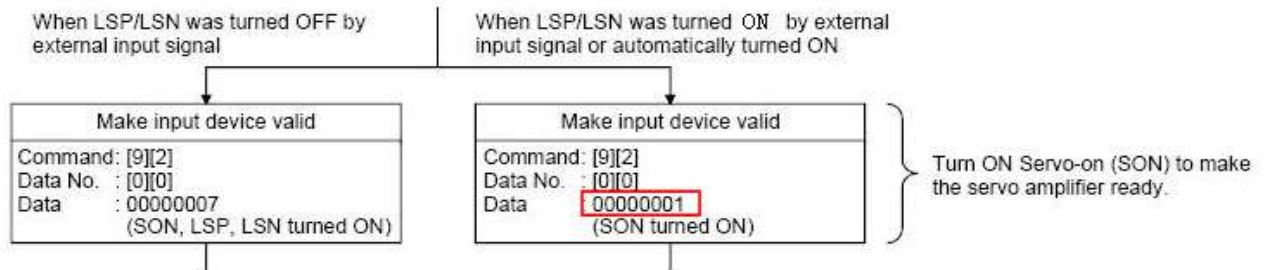 When LSP/LSN was turned OFF by
external input signal
When LSP/LSN was turned ON by external
input signal or automatically turned ON
Make input device valid
Command: [9][2]
Data No. : [0][0]
Data : 00000007
(SON, LSP, LSN turned ON)
Make input device valid
Command: [9][2]
Data No. : [0][0]
Data : 00000001
(SON turned ON)
Turn ON Servo-on (SON) to make
the servo amplifier ready.